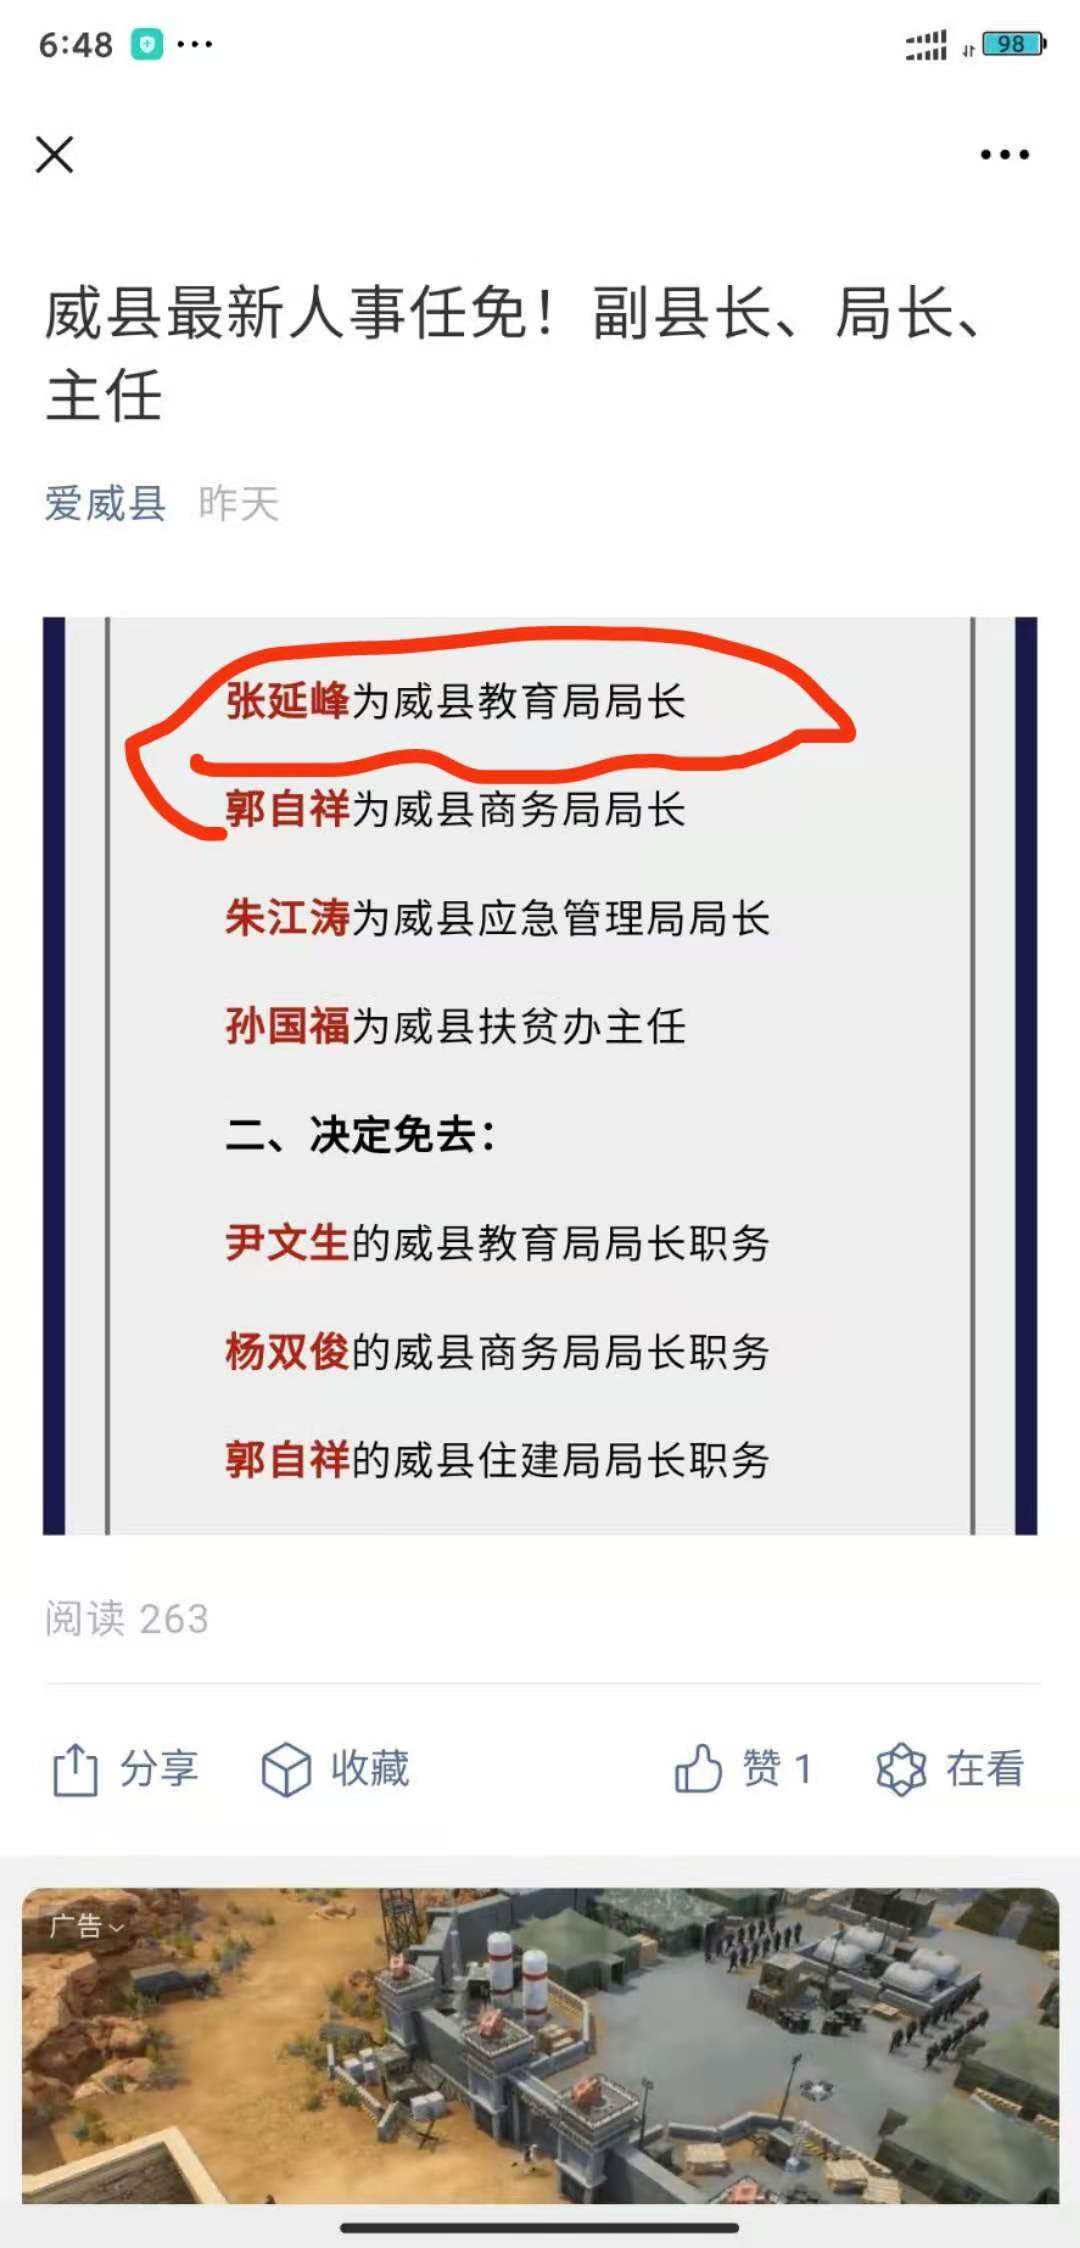 6:48
98
威县最新人事任免！副县长、局长、
主任
爱威县 昨天
张延峰为威县教育局局长
郭自祥为威县商务局局长
朱江涛为威县应急管理局局长
孙国福为威县扶贫办主任
二、决定免去：
尹文生的威县教育局局长职务
杨双俊的威县商务局局长职务
郭自祥的威县住建局局长职务
阅读 263
分享 收藏 赞 1 在看
广告